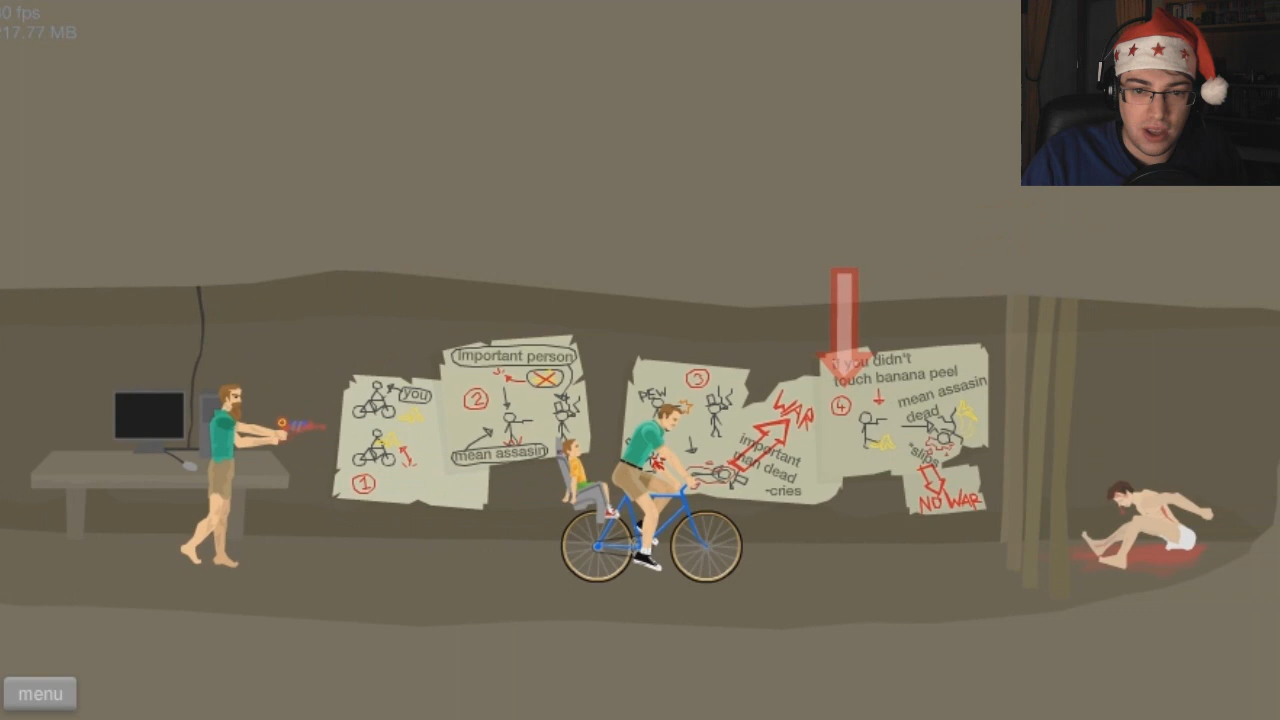 0 fps
17.77 MB
you
1
Important person
2
mean assasin
3
PEW
WAR
important
man dead
-cries
you didn't
touch banana peel
4
mean assasin
dead
*slips
NO WAR
menu